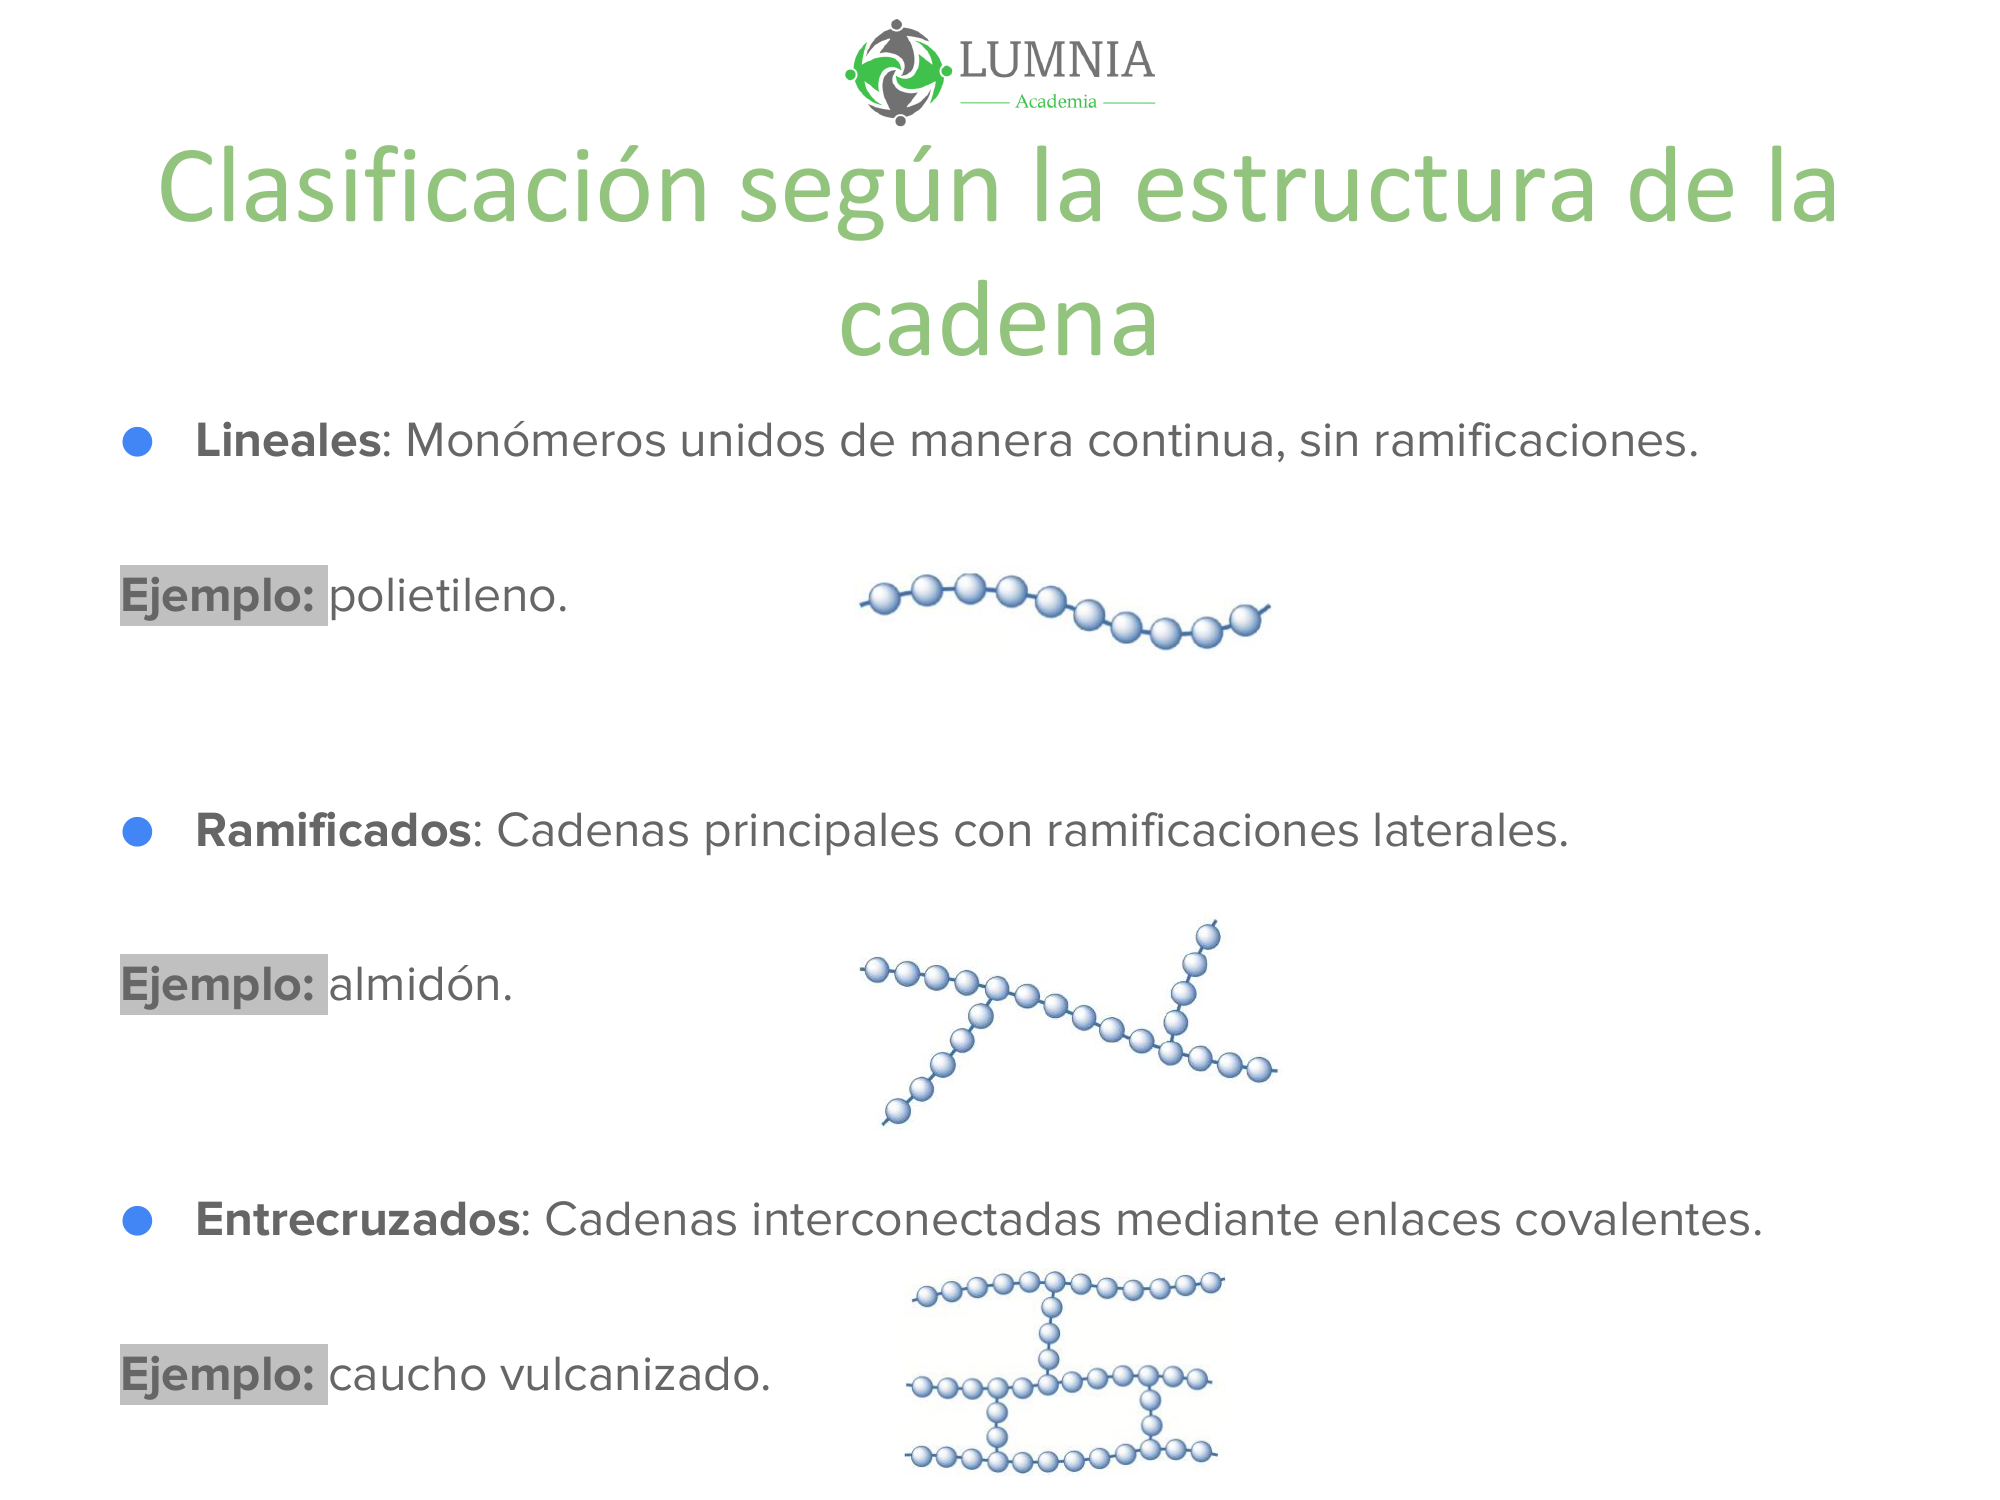 LUMNIA
Academia
Clasificación según la estructura de la
cadena
● Lineales: Monómeros unidos de manera continua, sin ramificaciones.
Ejemplo: polietileno.
● Ramificados: Cadenas principales con ramificaciones laterales.
Ejemplo: almidón.
● Entrecruzados: Cadenas interconectadas mediante enlaces covalentes.
Ejemplo: caucho vulcanizado.